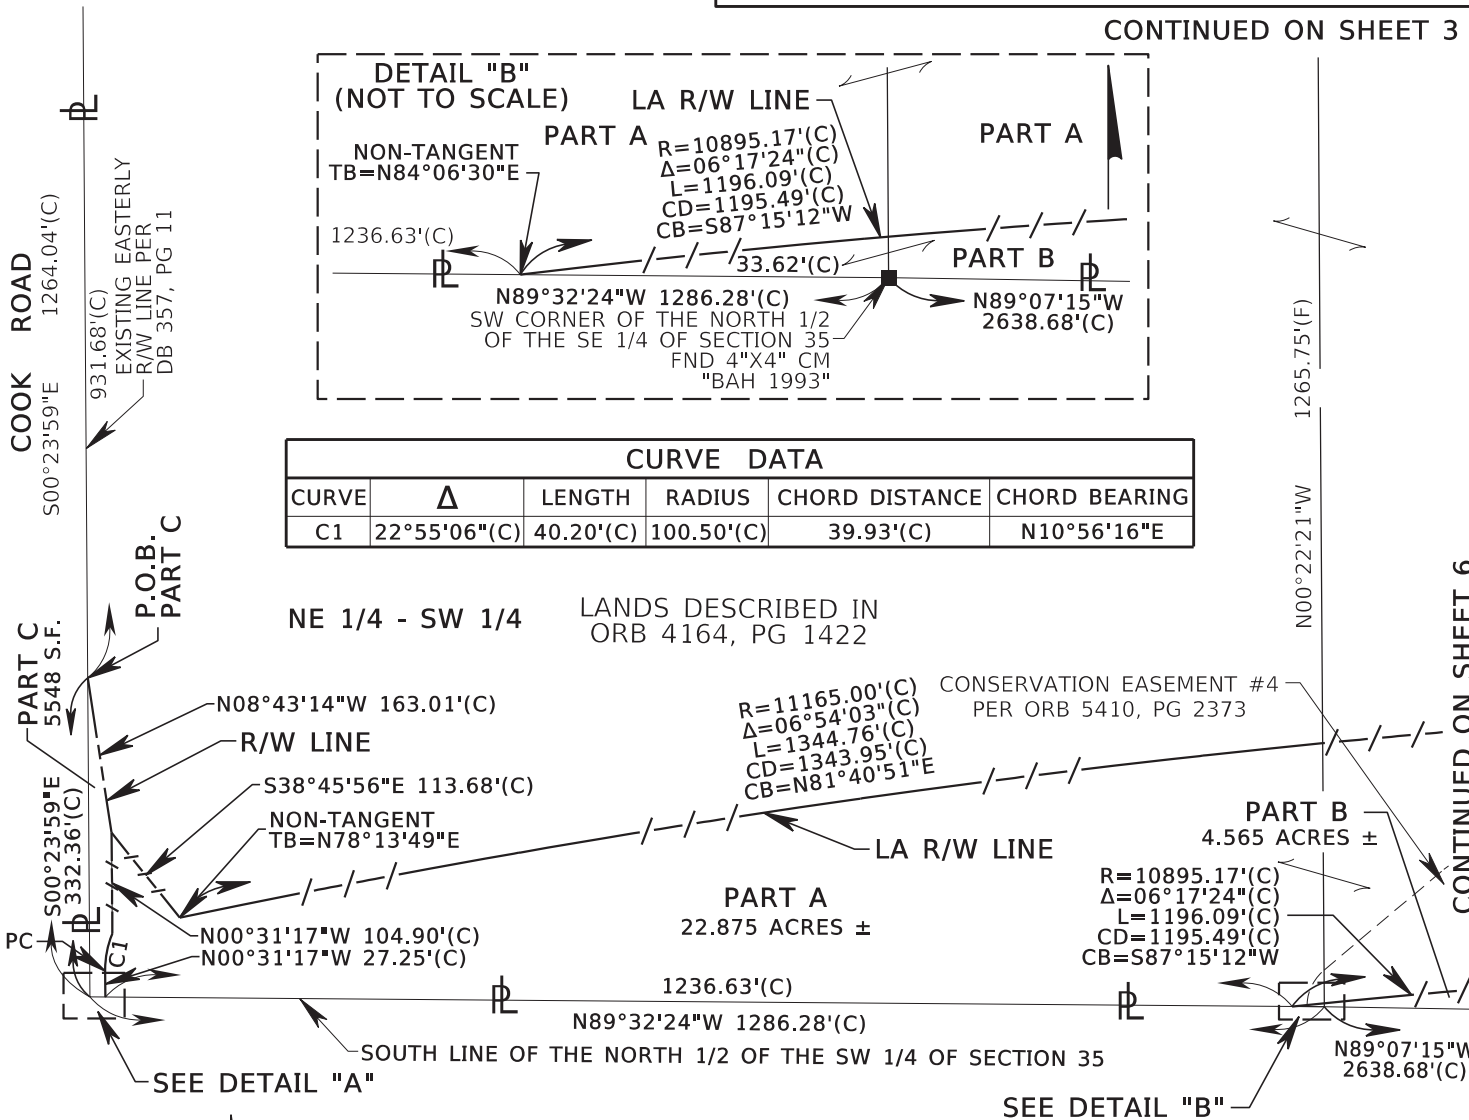 CONTINUED ON SHEET 3
DETAIL "B"
(NOT TO SCALE)
LA R/W LINE
PART A
PART A
NON-TANGENT
TB=N84°06'30"E
R=10895.17'(C)
Δ=06°17'24"(C)
L=1196.09'(C)
CD=1195.49'(C)
CB=S87°15'12"W
1236.63'(C)
PL
33.62'(C)
PART B
PL
N89°32'24"W 1286.28'(C)
SW CORNER OF THE NORTH 1/2
OF THE SE 1/4 OF SECTION 35
FND 4"X4" CM
"BAH 1993"
N89°07'15"W
2638.68'(C)
PL
COOK ROAD
S00°23'59"E 1264.04'(C)
931.68'(C)
EXISTING EASTERLY
R/W LINE PER
DB 357, PG 11
N00°22'21"W 1265.75'(F)
CURVE DATA
CURVE Δ LENGTH RADIUS CHORD DISTANCE CHORD BEARING
C1 22°55'06"(C) 40.20'(C) 100.50'(C) 39.93'(C) N10°56'16"E
P.O.B.
PART C
NE 1/4 - SW 1/4
LANDS DESCRIBED IN
ORB 4164, PG 1422
PART C
5548 S.F.
N08°43'14"W 163.01'(C)
R/W LINE
S38°45'56"E 113.68'(C)
NON-TANGENT
TB=N78°13'49"E
R=11165.00'(C)
Δ=06°54'03"(C)
L=1344.76'(C)
CD=1343.95'(C)
CB=N81°40'51"E
CONSERVATION EASEMENT #4
PER ORB 5410, PG 2373
CONTINUED ON SHEET 6
LA R/W LINE
PART B
4.565 ACRES ±
S00°23'59"E
332.36'(C)
PL
PART A
22.875 ACRES ±
R=10895.17'(C)
Δ=06°17'24"(C)
L=1196.09'(C)
CD=1195.49'(C)
CB=S87°15'12"W
PC
C1
N00°31'17"W 104.90'(C)
N00°31'17"W 27.25'(C)
1236.63'(C)
PL
PL
N89°32'24"W 1286.28'(C)
SOUTH LINE OF THE NORTH 1/2 OF THE SW 1/4 OF SECTION 35
N89°07'15"W
2638.68'(C)
SEE DETAIL "A"
SEE DETAIL "B"